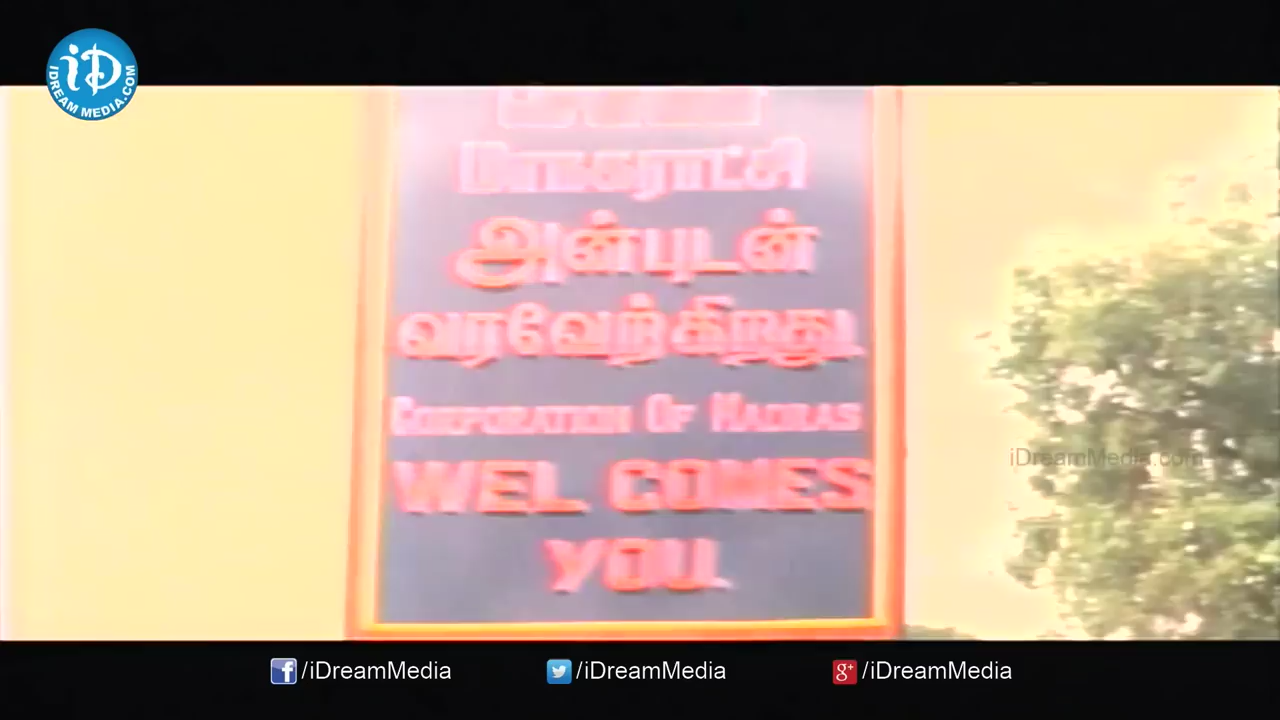 iD
IDREAM MEDIA.COM
மாநகராட்சி
அன்புடன்
வரவேற்கிறது.
CORPORATION OF MADRAS
WEL COMES
YOU.
iDreamMedia.com
/iDreamMedia /iDreamMedia /iDreamMedia